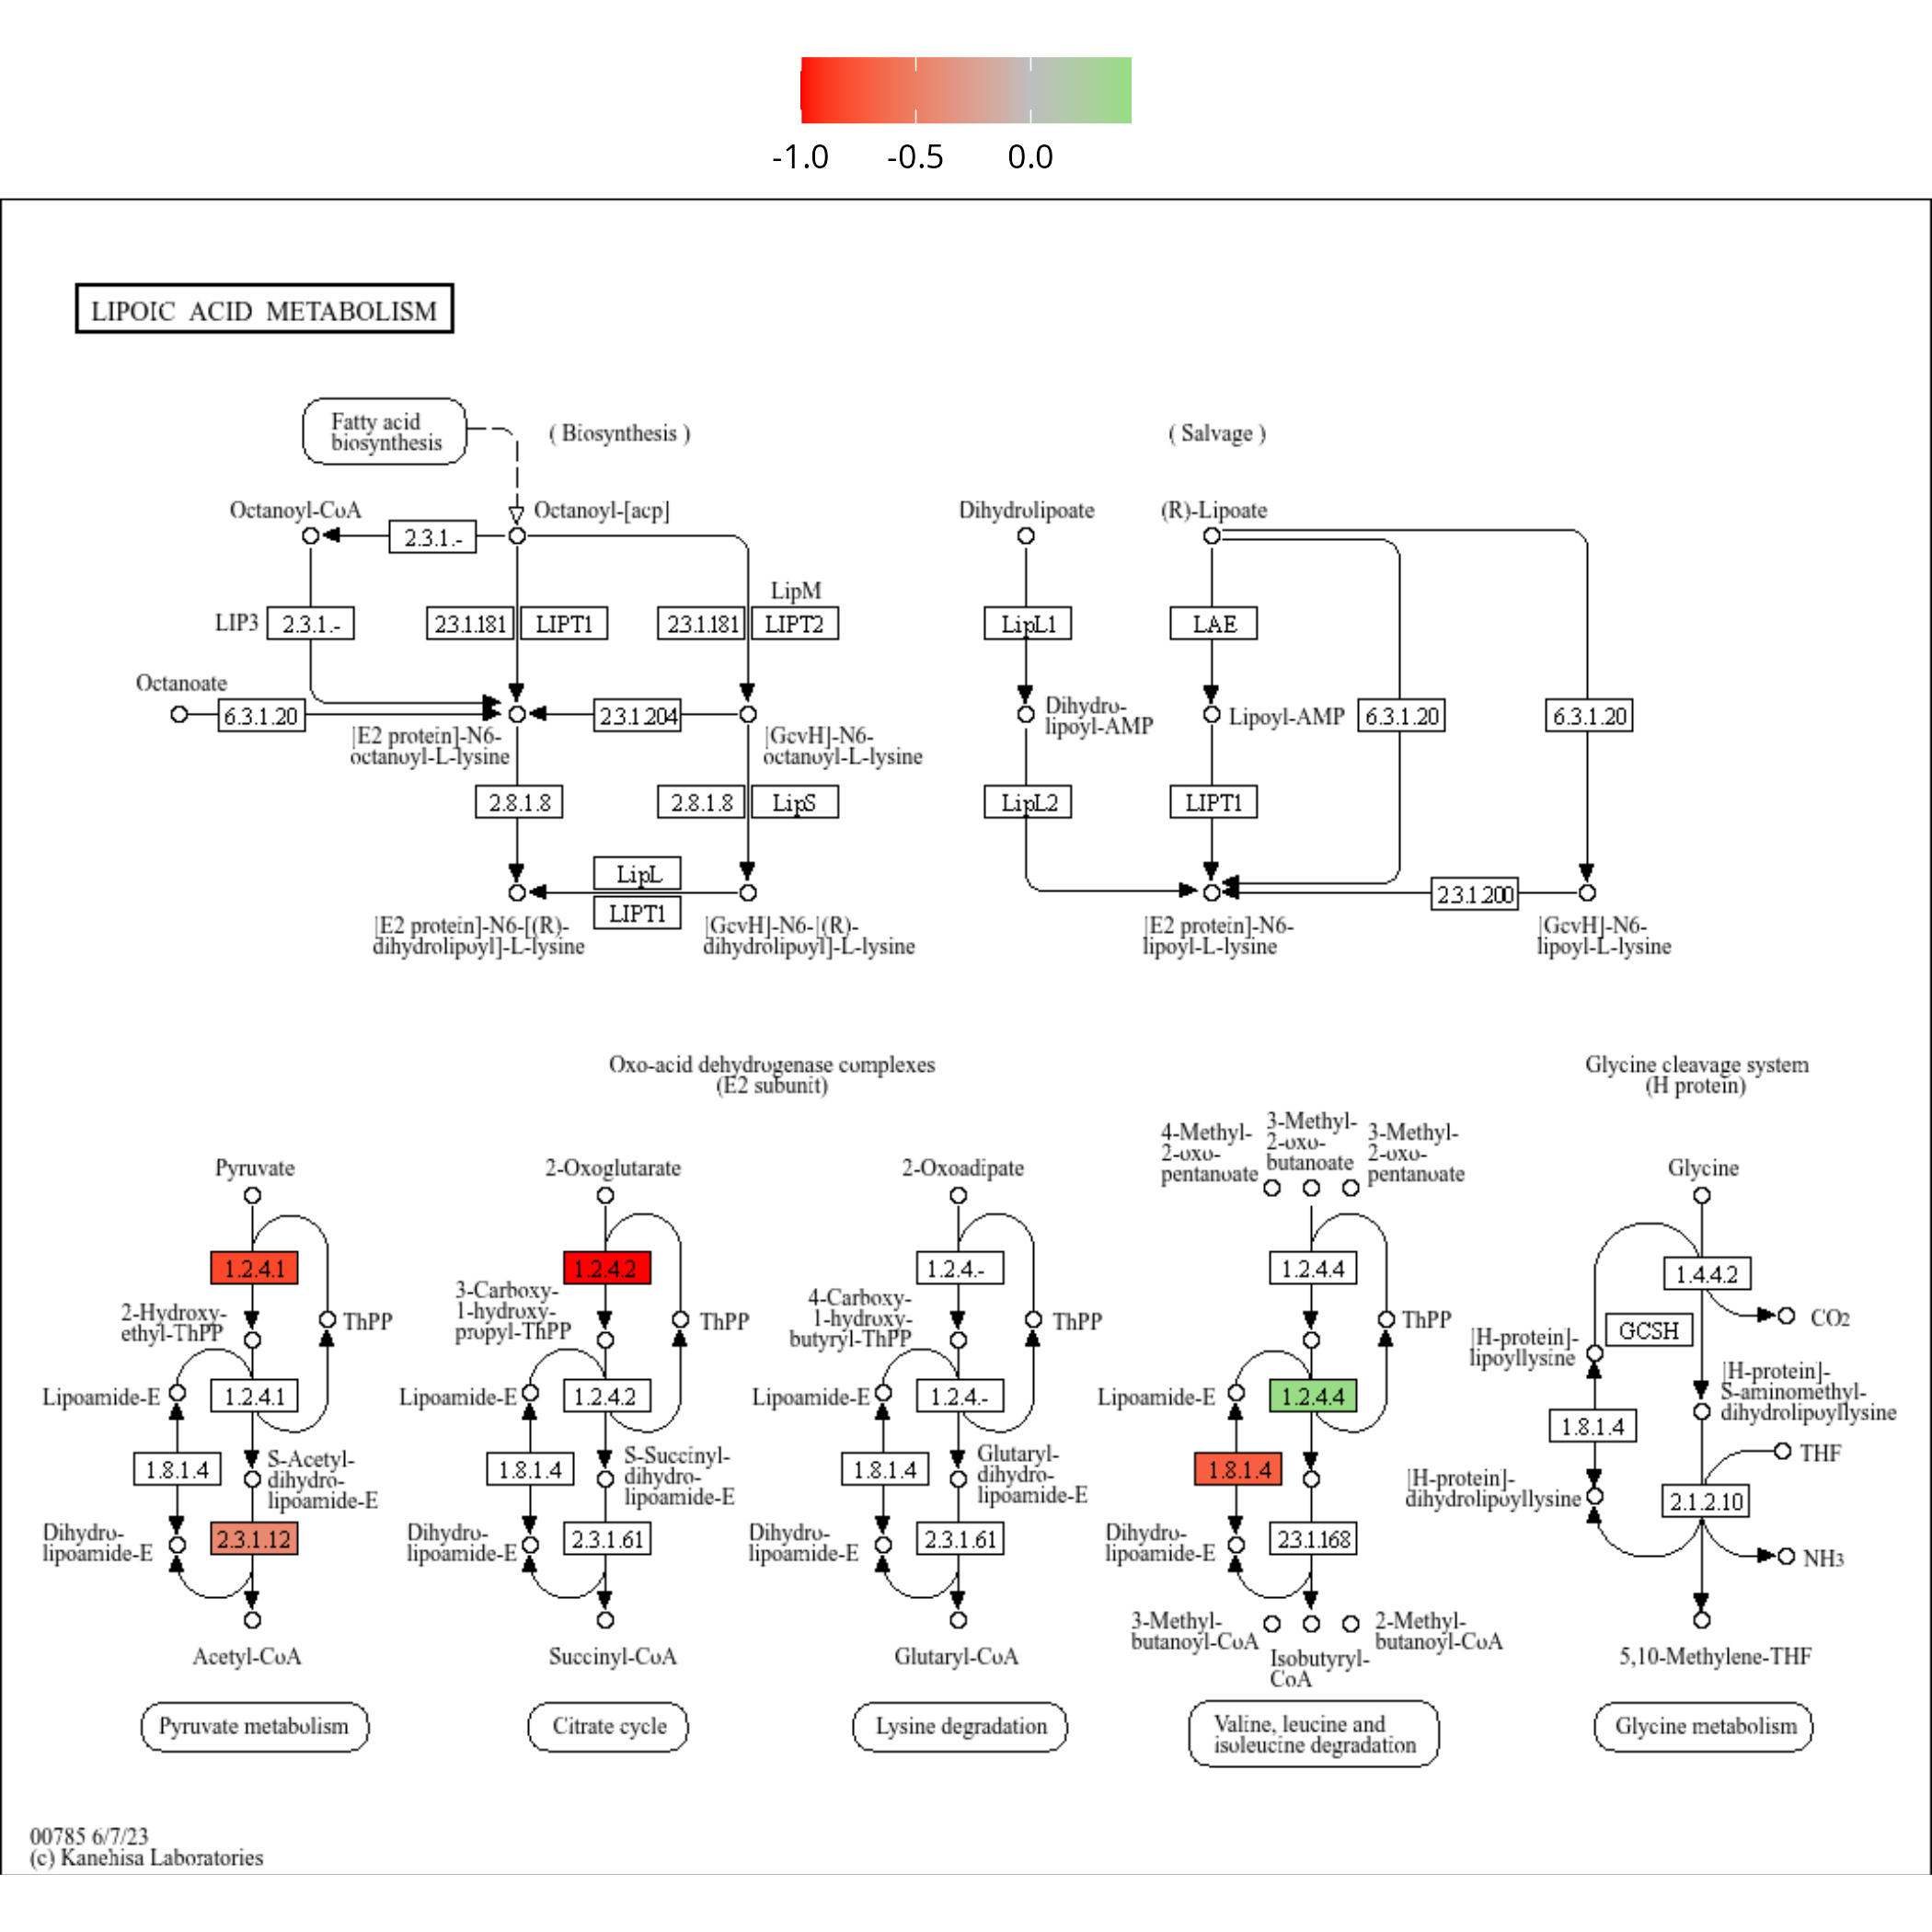 -1.0 -0.5 0.0
LIPOIC ACID METABOLISM
Fatty acid
biosynthesis
( Biosynthesis )
( Salvage )
Octanoyl-CoA
2.3.1.-
Octanoyl-[acp]
Dihydrolipoate
(R)-Lipoate
LipM
LIP3
2.3.1.-
2.3.1.181
LIPT1
2.3.1.181
LIPT2
LipL1
LAE
Octanoate
6.3.1.20
2.3.1.204
Dihydro-
lipoyl-AMP
Lipoyl-AMP
6.3.1.20
6.3.1.20
[E2 protein]-N6-
octanoyl-L-lysine
[GcvH]-N6-
octanoyl-L-lysine
2.8.1.8
2.8.1.8
LipS
LipL2
LIPT1
LipL
LIPT1
2.3.1.200
[E2 protein]-N6-[(R)-
dihydrolipoyl]-L-lysine
[GcvH]-N6-[(R)-
dihydrolipoyl]-L-lysine
[E2 protein]-N6-
lipoyl-L-lysine
[GcvH]-N6-
lipoyl-L-lysine
Oxo-acid dehydrogenase complexes
(E2 subunit)
Glycine cleavage system
(H protein)
Pyruvate
1.2.4.1
2-Hydroxy-
ethyl-ThPP
ThPP
Lipoamide-E
1.2.4.1
1.8.1.4
S-Acetyl-
dihydro-
lipoamide-E
Dihydro-
lipoamide-E
2.3.1.12
Acetyl-CoA
Pyruvate metabolism
2-Oxoglutarate
1.2.4.2
3-Carboxy-
1-hydroxy-
propyl-ThPP
ThPP
Lipoamide-E
1.2.4.2
1.8.1.4
S-Succinyl-
dihydro-
lipoamide-E
Dihydro-
lipoamide-E
2.3.1.61
Succinyl-CoA
Citrate cycle
2-Oxoadipate
1.2.4.-
4-Carboxy-
1-hydroxy-
butyryl-ThPP
ThPP
Lipoamide-E
1.2.4.-
1.8.1.4
Glutaryl-
dihydro-
lipoamide-E
Dihydro-
lipoamide-E
2.3.1.61
Glutaryl-CoA
Lysine degradation
4-Methyl-
2-oxo-
pentanoate
3-Methyl-
2-oxo-
butanoate
3-Methyl-
2-oxo-
pentanoate
1.2.4.4
ThPP
Lipoamide-E
1.2.4.4
1.8.1.4
Dihydro-
lipoamide-E
2.3.1.168
3-Methyl-
butanoyl-CoA
Isobutyryl-
CoA
2-Methyl-
butanoyl-CoA
Valine, leucine and
isoleucine degradation
Glycine
1.4.4.2
CO2
GCSH
[H-protein]-
lipoyllysine
[H-protein]-
S-aminomethyl-
dihydrolipoyllysine
1.8.1.4
THF
[H-protein]-
dihydrolipoyllysine
2.1.2.10
NH3
5,10-Methylene-THF
Glycine metabolism
00785 6/7/23
(c) Kanehisa Laboratories